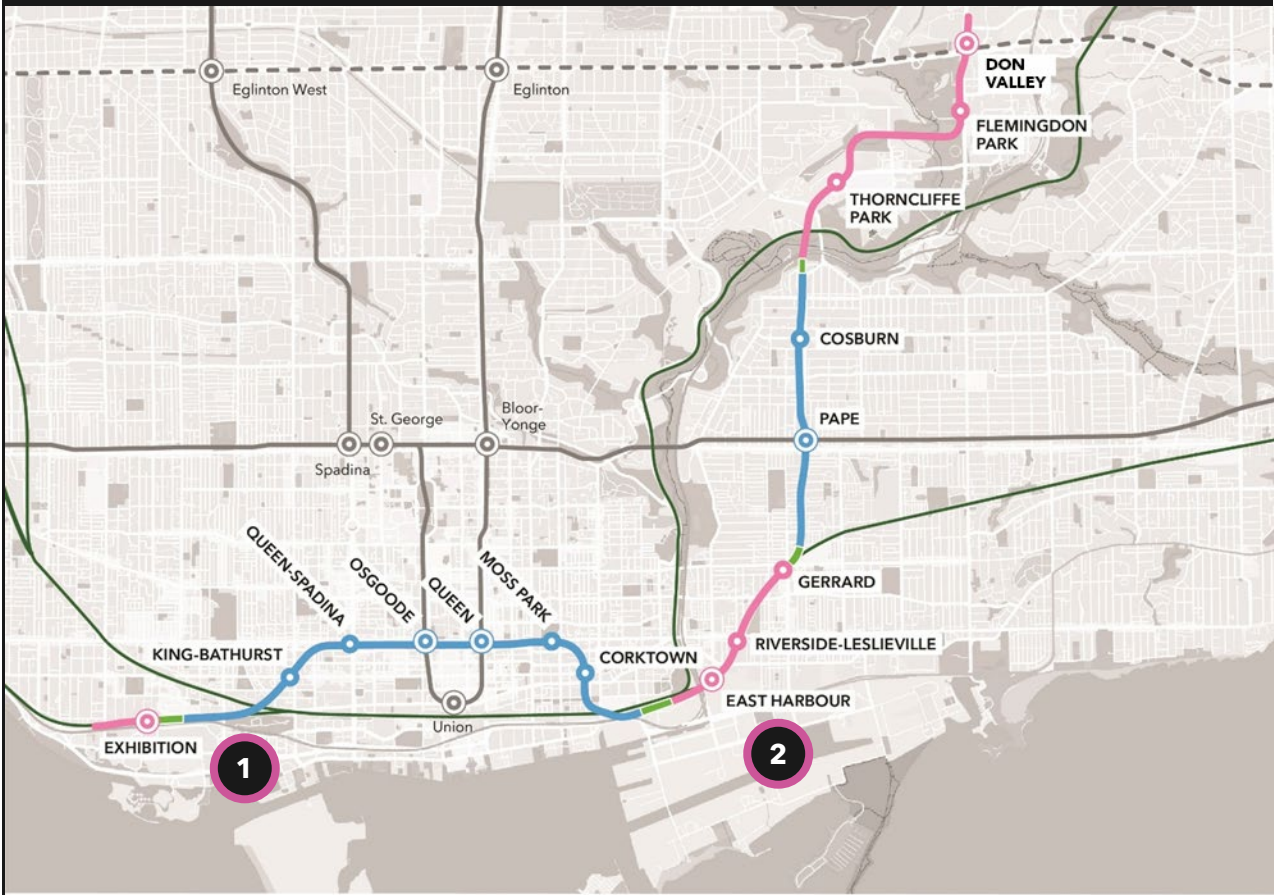 DON
VALLEY
Eglinton West
Eglinton
FLEMINGDON
PARK
THORNCLIFFE
PARK
COSBURN
St. George
Bloor-
Yonge
PAPE
Spadina
QUEEN-SPADINA
OSGOODE
QUEEN
MOSS PARK
GERRARD
KING-BATHURST
CORKTOWN
RIVERSIDE-LESLIEVILLE
EAST HARBOUR
Union
EXHIBITION
1
2